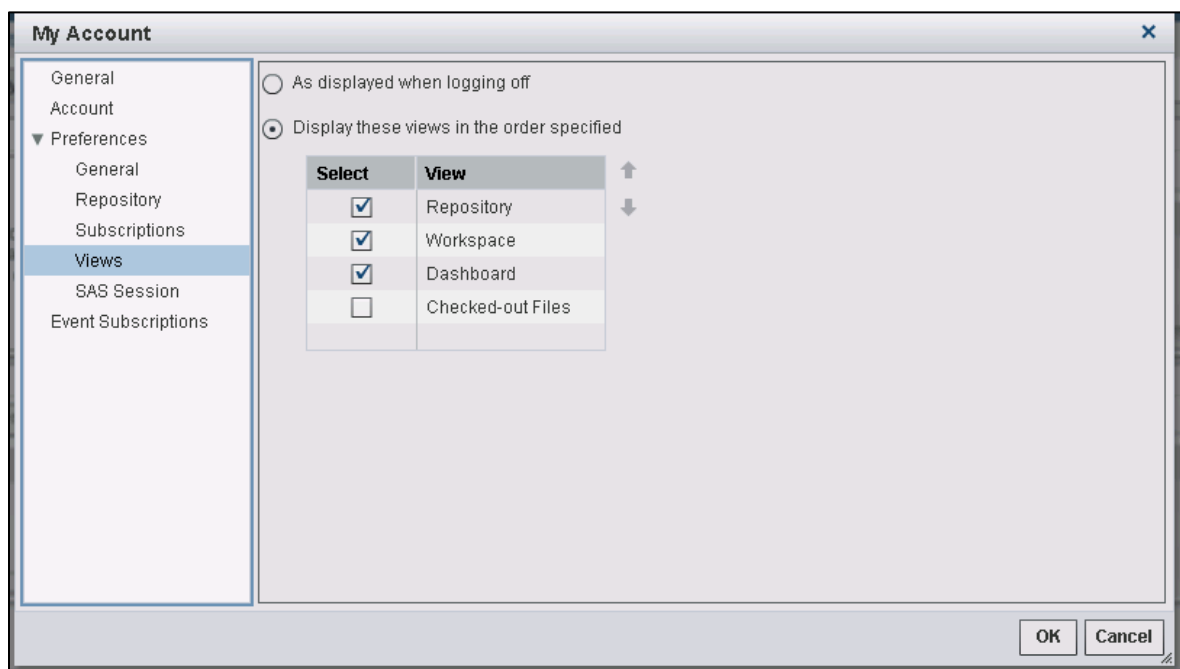 My Account
General
Account
Preferences
General
Repository
Subscriptions
Views
SAS Session
Event Subscriptions
As displayed when logging off
Display these views in the order specified
Select View
Repository
Workspace
Dashboard
Checked-out Files
OK Cancel